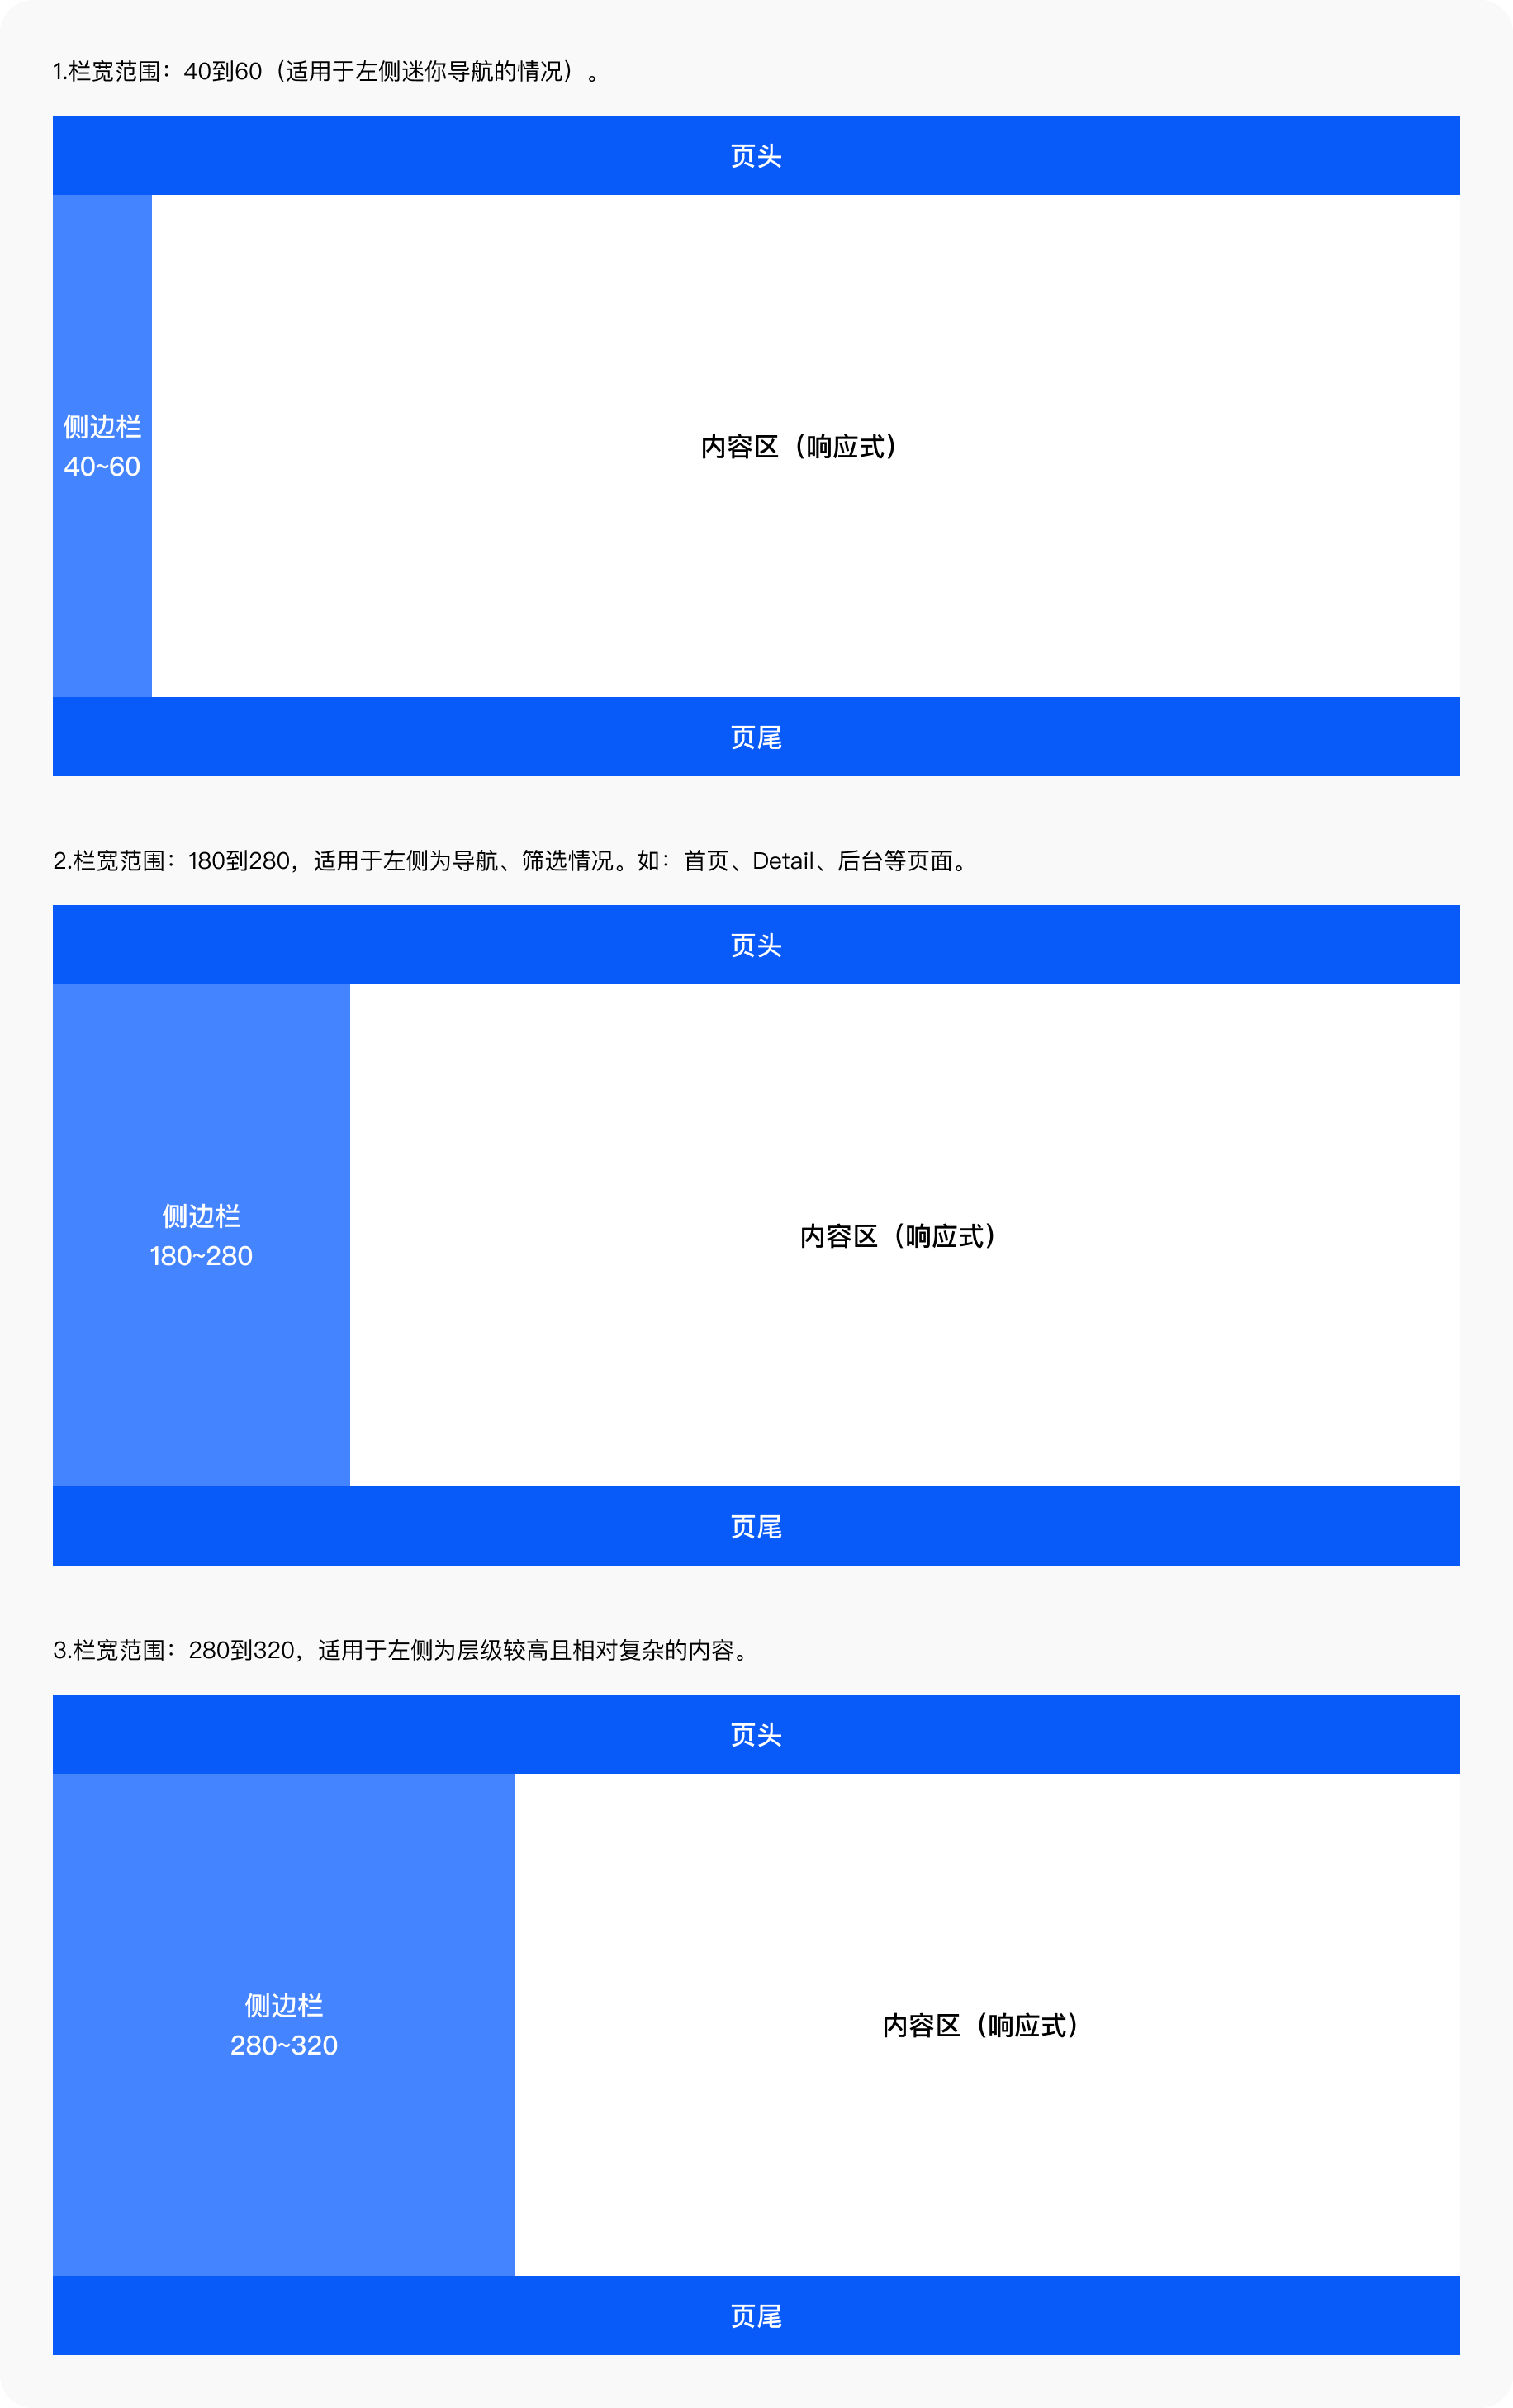 1.栏宽范围：40到60（适用于左侧迷你导航的情况）。
页头
侧边栏
40~60
内容区（响应式）
页尾
2.栏宽范围：180到280，适用于左侧为导航、筛选情况。如：首页、Detail、后台等页面。
页头
侧边栏
180~280
内容区（响应式）
页尾
3.栏宽范围：280到320，适用于左侧为层级较高且相对复杂的内容。
页头
侧边栏
280~320
内容区（响应式）
页尾